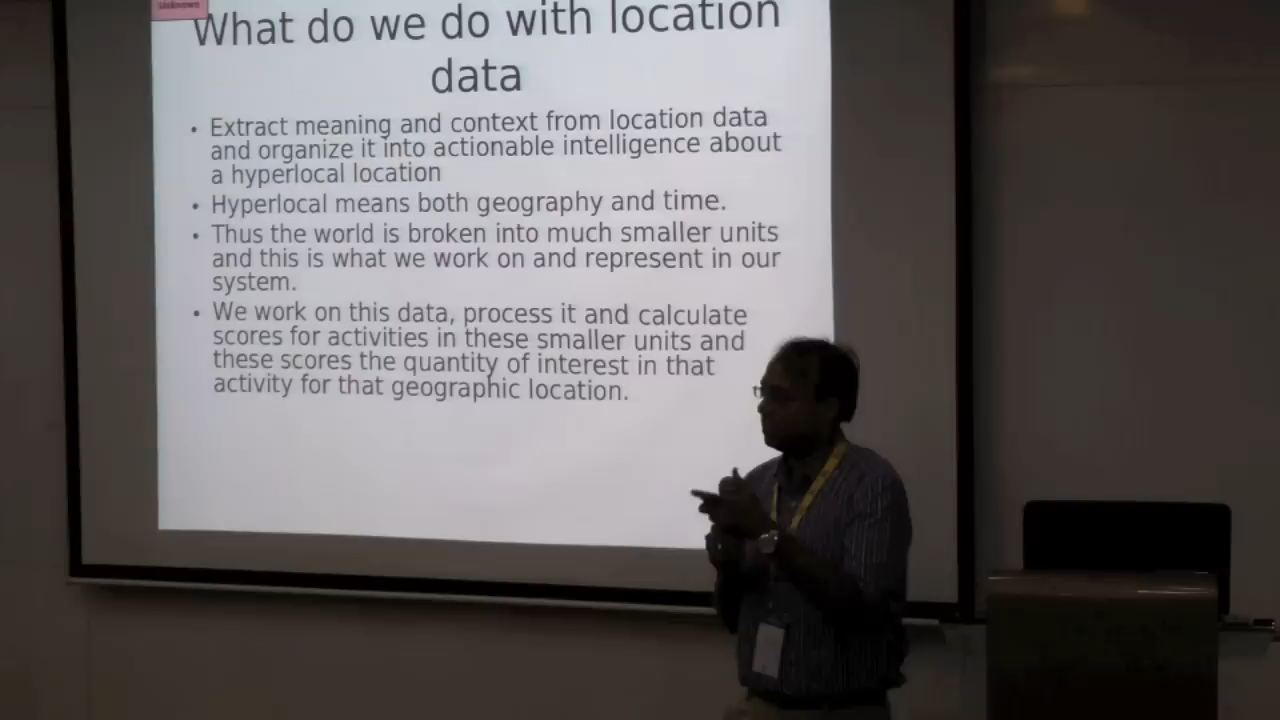 Unknown
What do we do with location
data
• Extract meaning and context from location data
and organize it into actionable intelligence about
a hyperlocal location
• Hyperlocal means both geography and time.
• Thus the world is broken into much smaller units
and this is what we work on and represent in our
system.
• We work on this data, process it and calculate
scores for activities in these smaller units and
these scores the quantity of interest in that
activity for that geographic location.